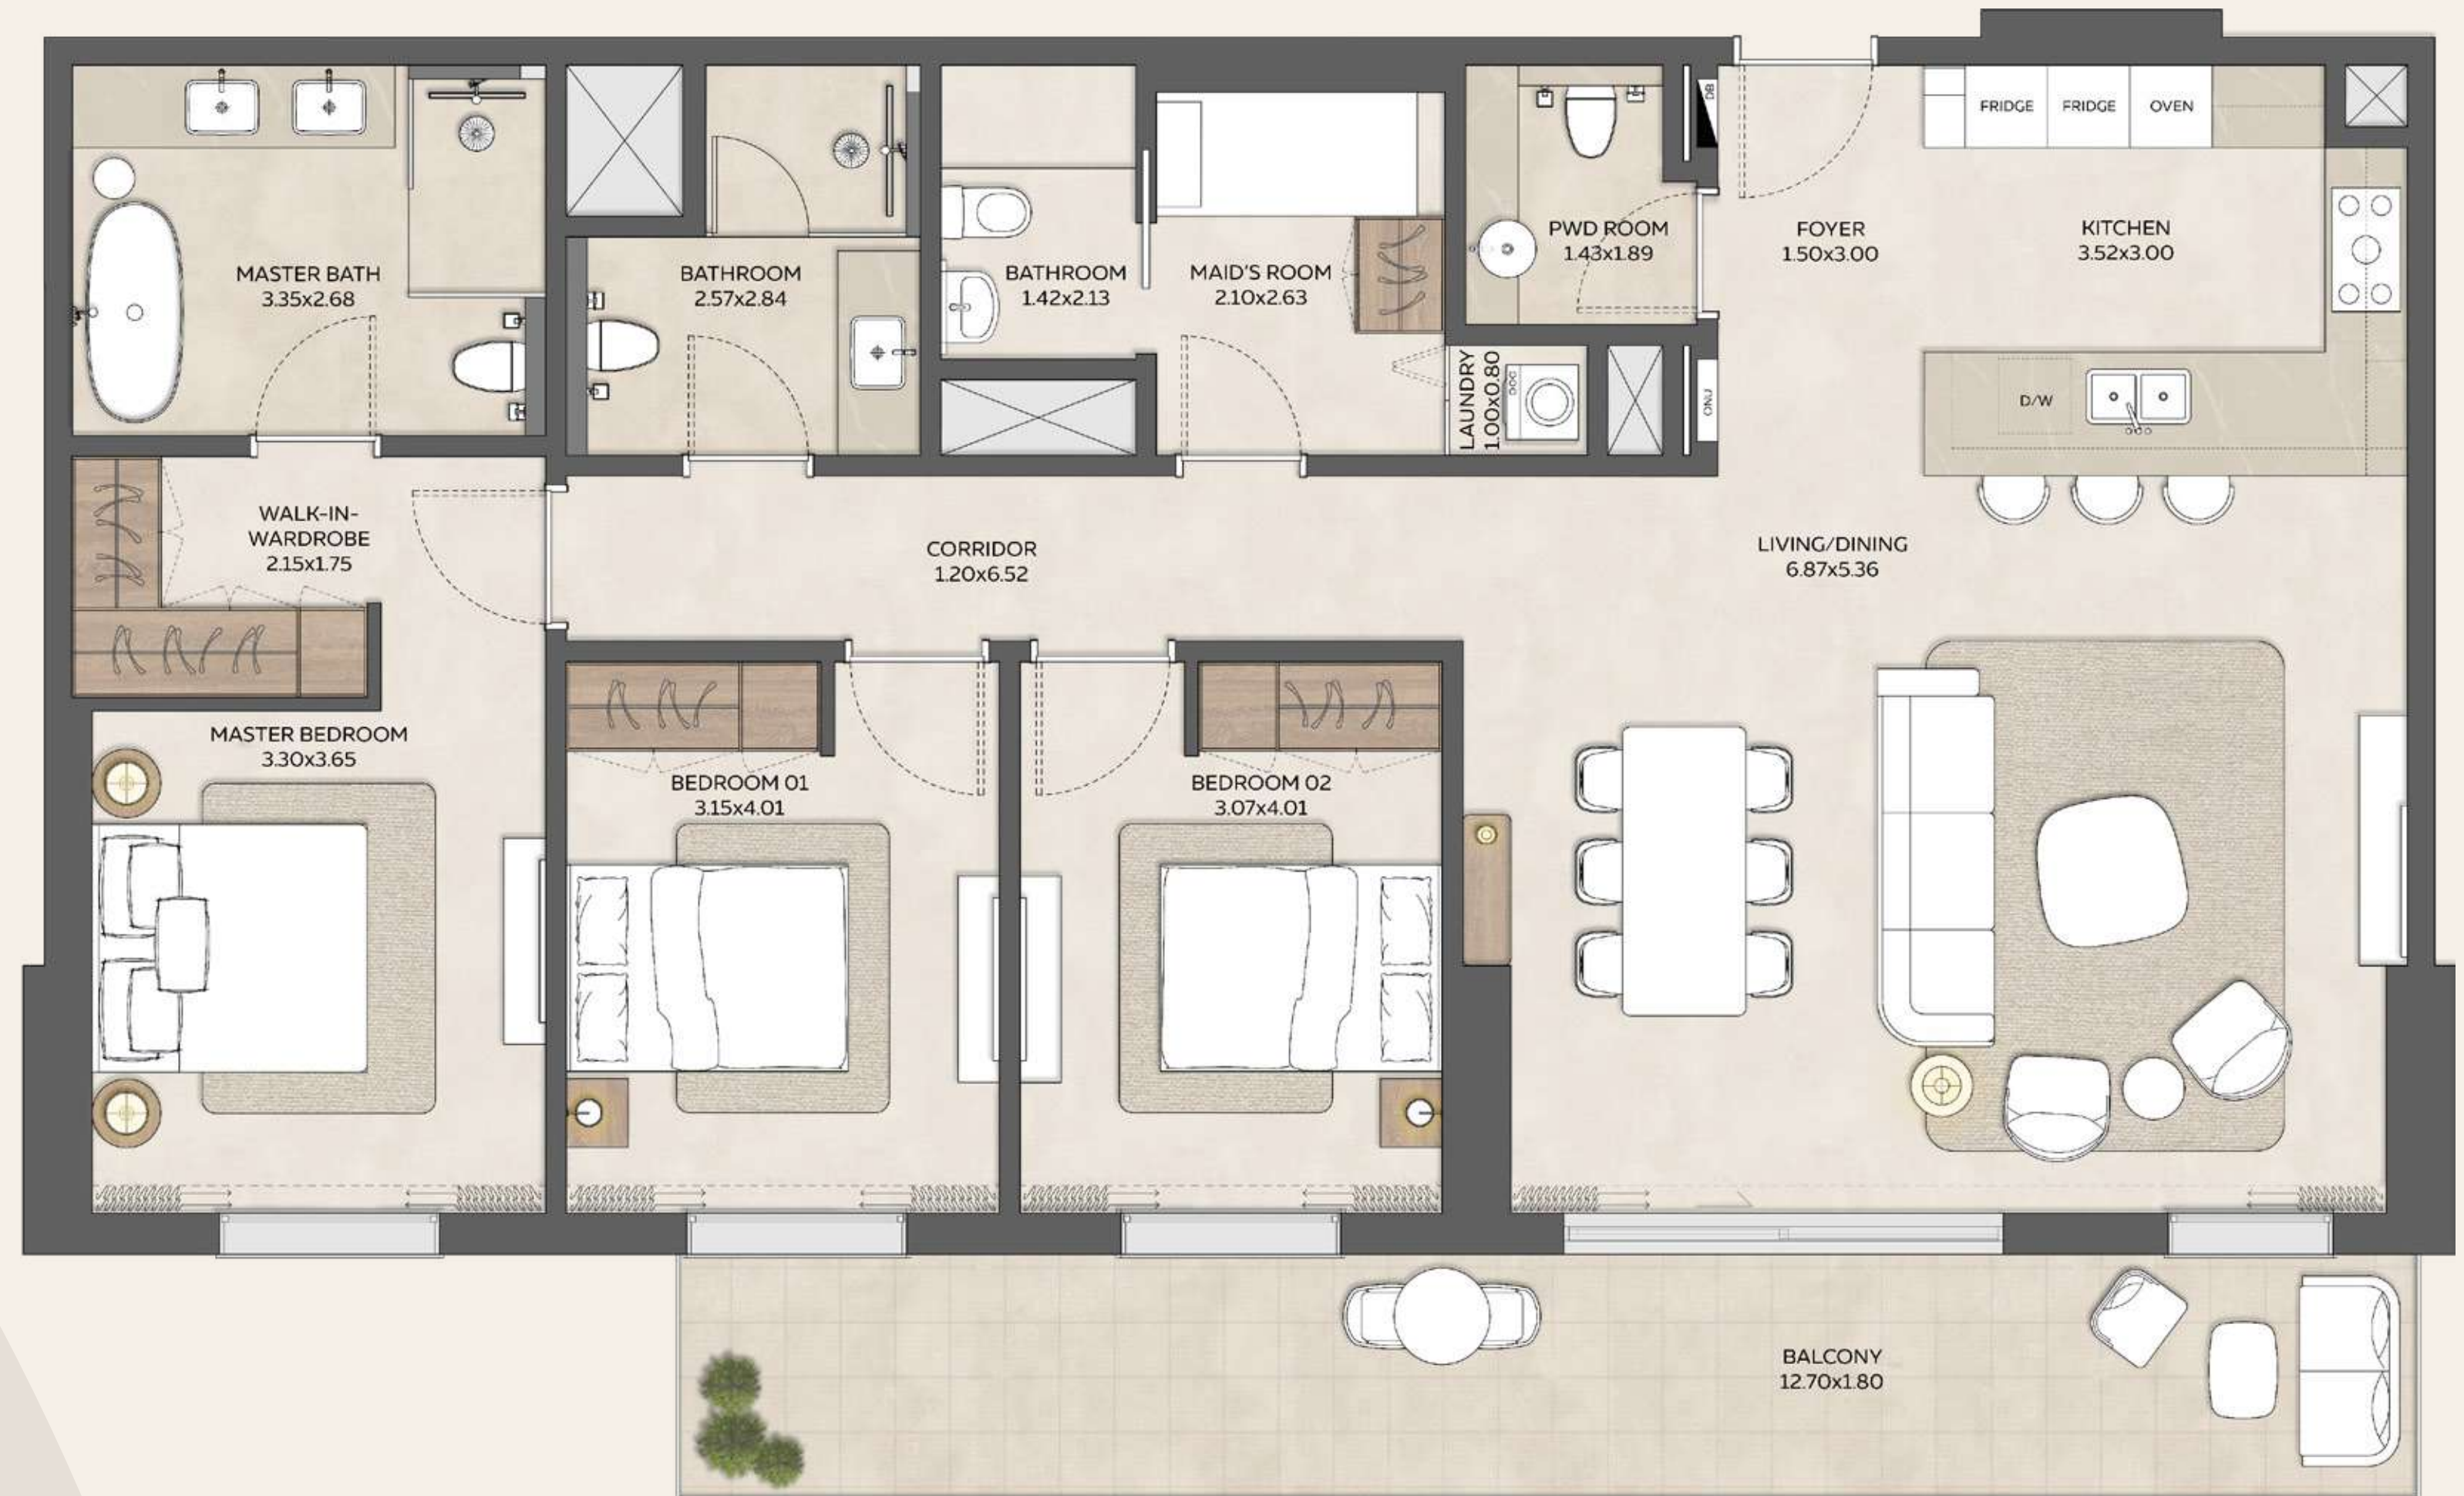 FRIDGE
FRIDGE
OVEN
DB
MASTER BATH
3.35x2.68
BATHROOM
2.57x2.84
BATHROOM
1.42x2.13
MAID'S ROOM
2.10x2.63
PWD ROOM
1.43x1.89
FOYER
1.50x3.00
KITCHEN
3.52x3.00
LAUNDRY
1.00x0.80
ONU
D/W
WALK-IN-
WARDROBE
2.15x1.75
CORRIDOR
1.20x6.52
LIVING/DINING
6.87x5.36
MASTER BEDROOM
3.30x3.65
BEDROOM 01
3.15x4.01
BEDROOM 02
3.07x4.01
BALCONY
12.70x1.80